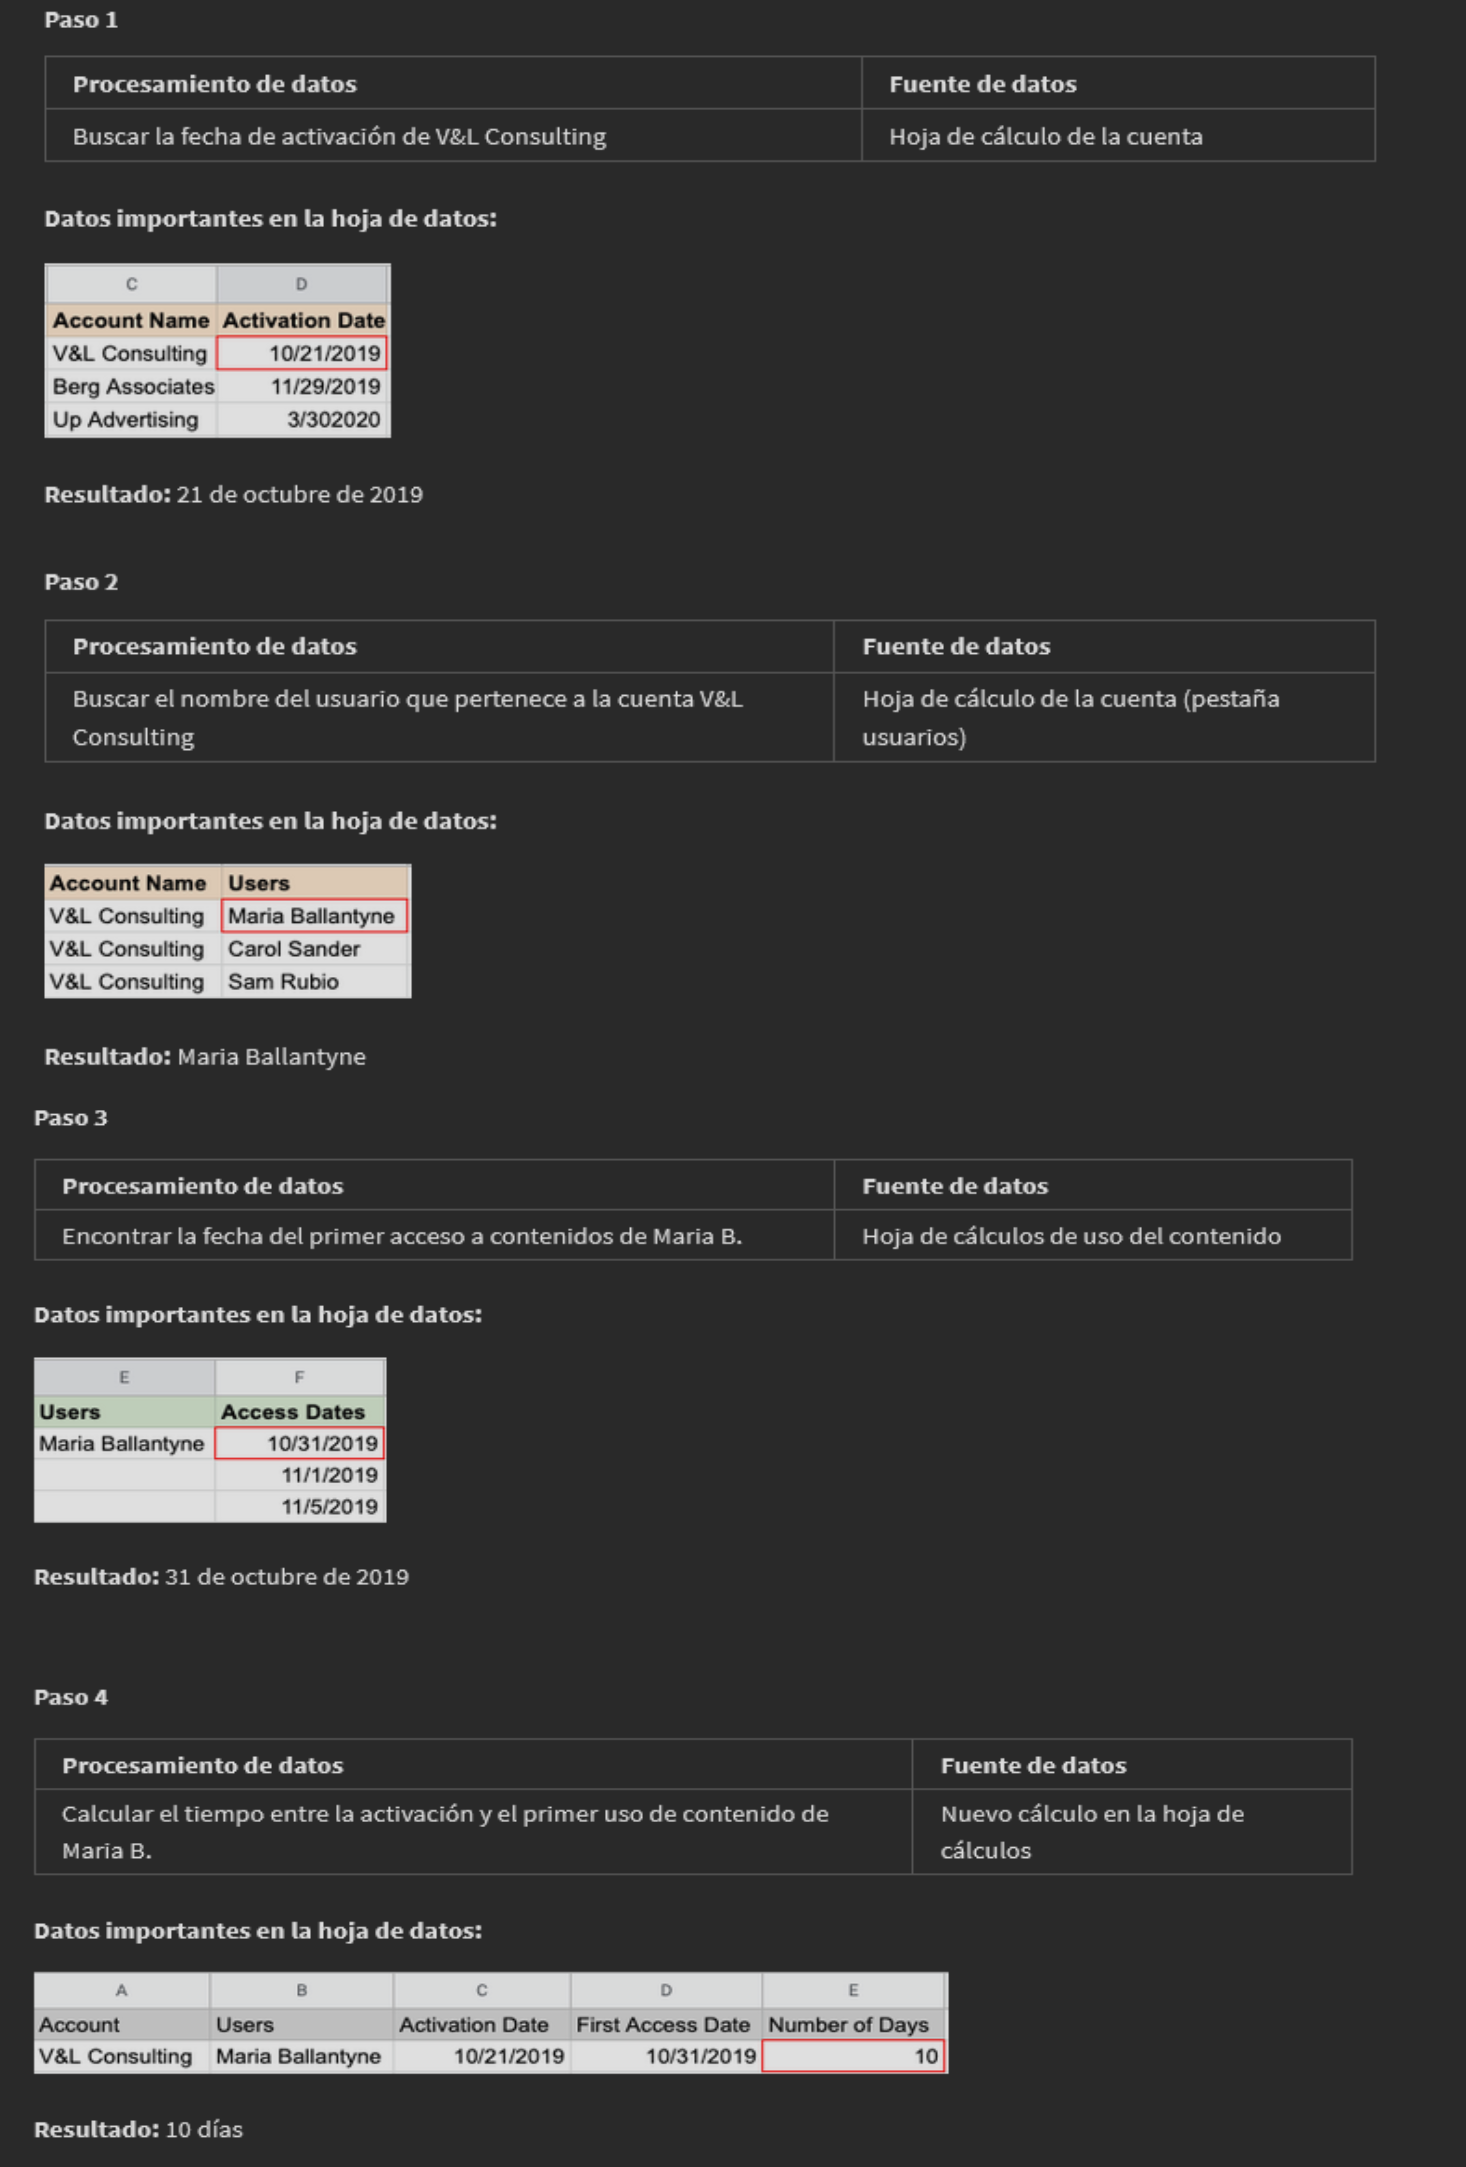 Paso 1
Procesamiento de datos Fuente de datos
Buscar la fecha de activación de V&L Consulting Hoja de cálculo de la cuenta
Datos importantes en la hoja de datos:
C D
Account Name Activation Date
V&L Consulting 10/21/2019
Berg Associates 11/29/2019
Up Advertising 3/302020
Resultado: 21 de octubre de 2019
Paso 2
Procesamiento de datos Fuente de datos
Buscar el nombre del usuario que pertenece a la cuenta V&L Hoja de cálculo de la cuenta (pestaña
Consulting usuarios)
Datos importantes en la hoja de datos:
Account Name Users
V&L Consulting Maria Ballantyne
V&L Consulting Carol Sander
V&L Consulting Sam Rubio
Resultado: Maria Ballantyne
Paso 3
Procesamiento de datos Fuente de datos
Encontrar la fecha del primer acceso a contenidos de Maria B. Hoja de cálculos de uso del contenido
Datos importantes en la hoja de datos:
E F
Users Access Dates
Maria Ballantyne 10/31/2019
11/1/2019
11/5/2019
Resultado: 31 de octubre de 2019
Paso 4
Procesamiento de datos Fuente de datos
Calcular el tiempo entre la activación y el primer uso de contenido de Nuevo cálculo en la hoja de
Maria B. cálculos
Datos importantes en la hoja de datos:
A B C D E
Account Users Activation Date First Access Date Number of Days
V&L Consulting Maria Ballantyne 10/21/2019 10/31/2019 10
Resultado: 10 días